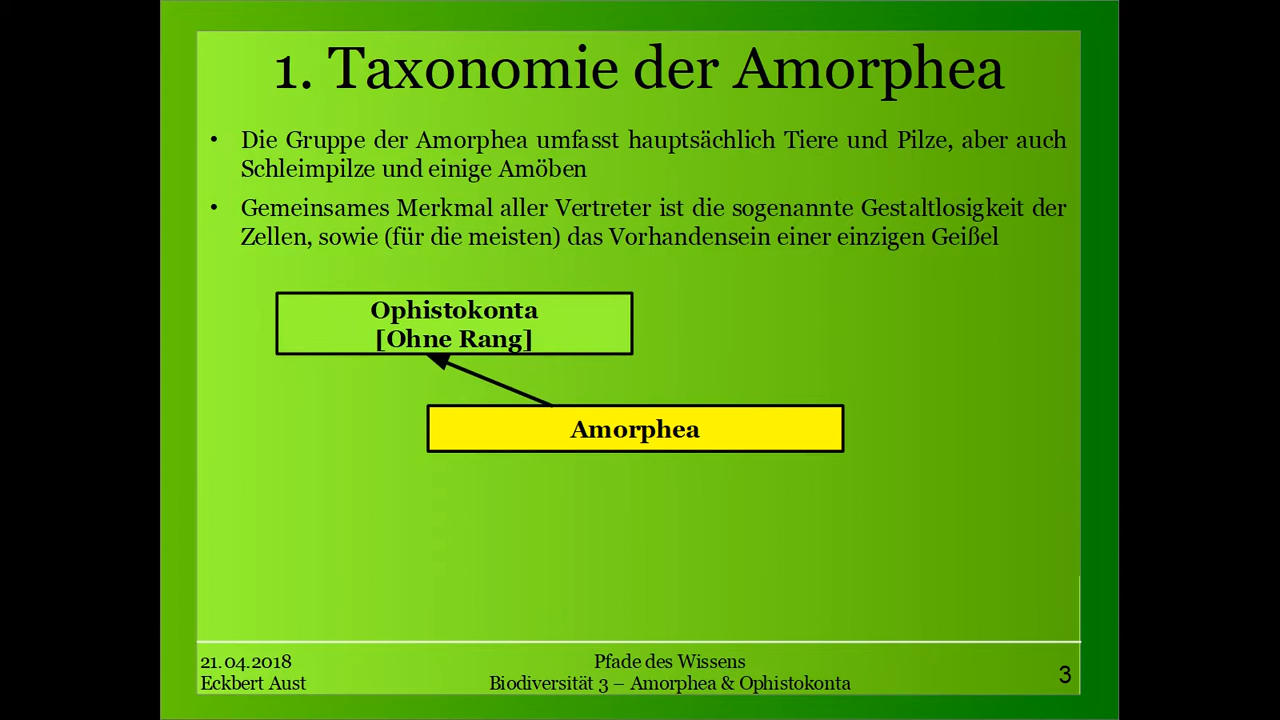 1. Taxonomie der Amorphea
• Die Gruppe der Amorphea umfasst hauptsächlich Tiere und Pilze, aber auch
Schleimpilze und einige Amöben
• Gemeinsames Merkmal aller Vertreter ist die sogenannte Gestaltlosigkeit der
Zellen, sowie (für die meisten) das Vorhandensein einer einzigen Geißel
Ophistokonta
[Ohne Rang]
Amorphea
21.04.2018
Eckbert Aust
Pfade des Wissens
Biodiversität 3 – Amorphea & Ophistokonta
3